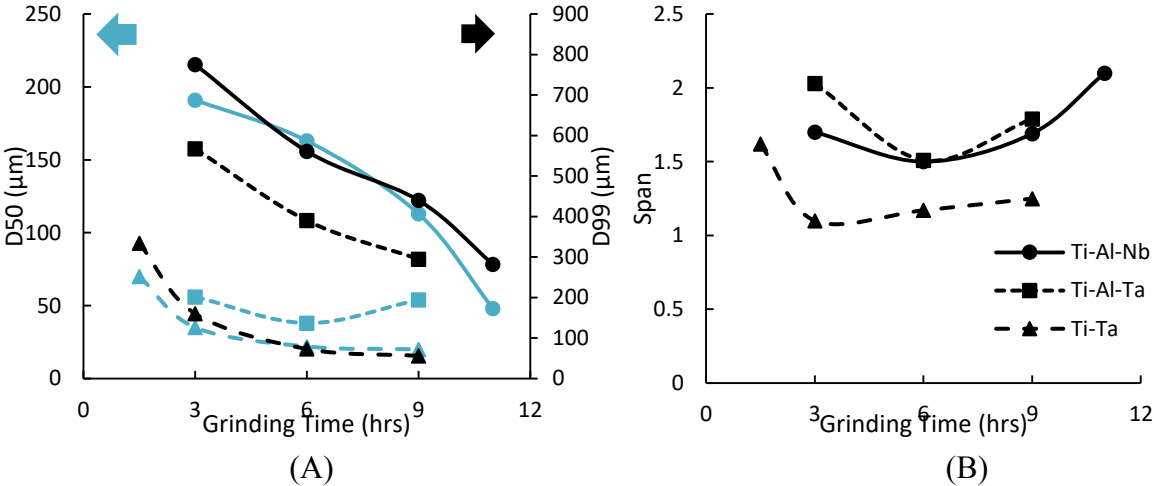 250
200
150
100
50
0
D50 (µm)
900
800
700
600
500
400
300
200
100
0
D99 (µm)
0 3 6 9 12
Grinding Time (hrs)
(A)
2.5
2
1.5
1
0.5
0
Span
Ti-Al-Nb
Ti-Al-Ta
Ti-Ta
0 3 6 9 12
Grinding Time (hrs)
(B)